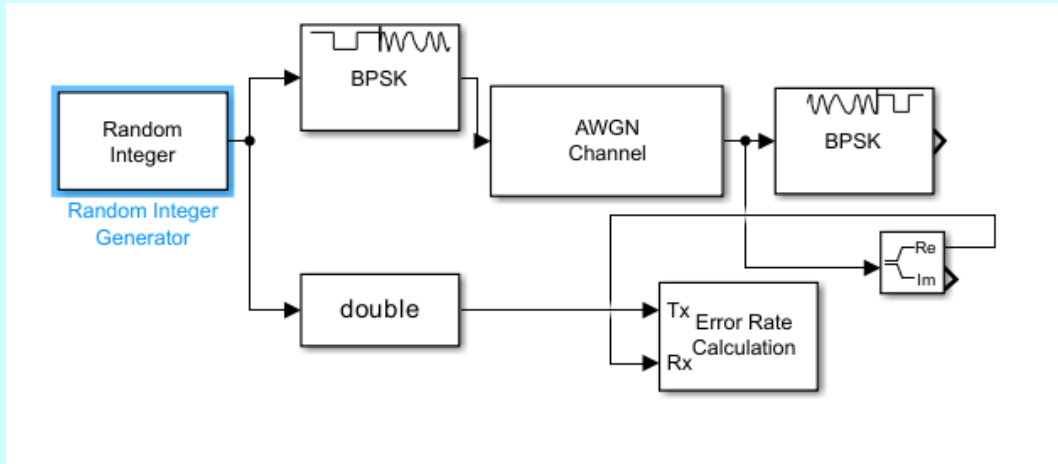 BPSK
Random
Integer
Random Integer
Generator
AWGN
Channel
BPSK
Re
Im
double
Tx
Error Rate
Calculation
Rx